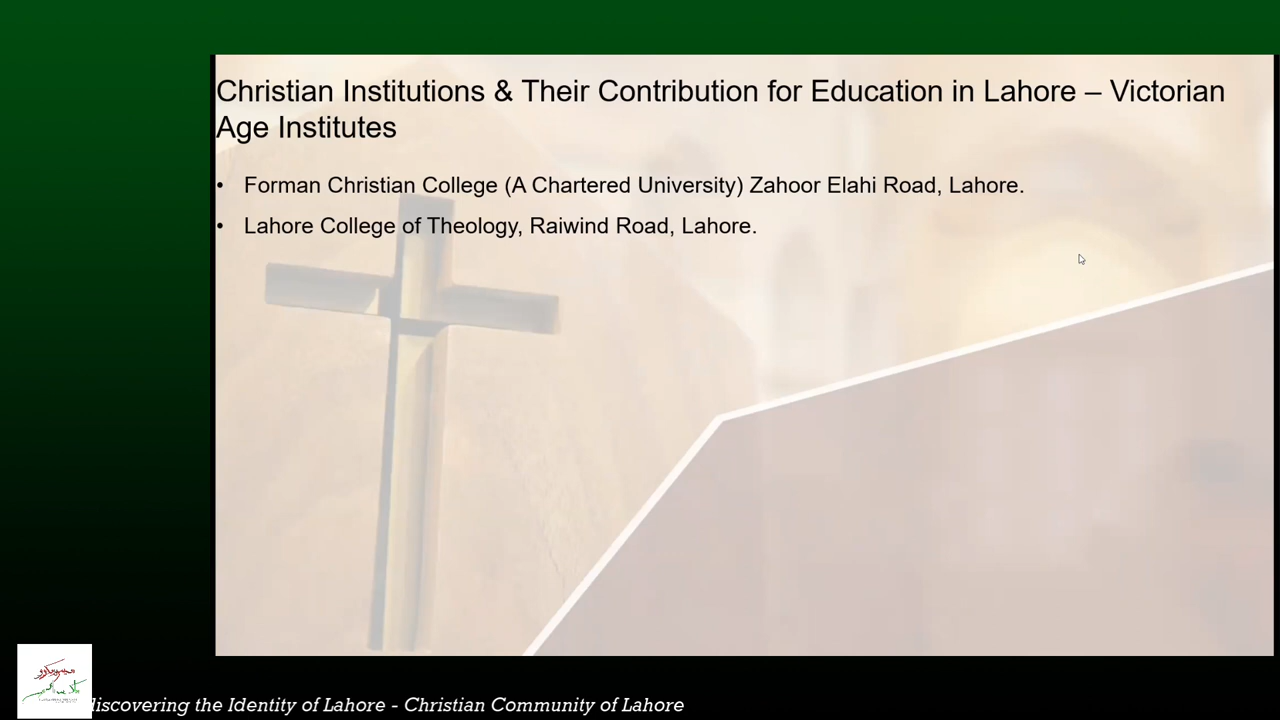 Christian Institutions & Their Contribution for Education in Lahore – Victorian
Age Institutes
• Forman Christian College (A Chartered University) Zahoor Elahi Road, Lahore.
• Lahore College of Theology, Raiwind Road, Lahore.
discovering the Identity of Lahore - Christian Community of Lahore